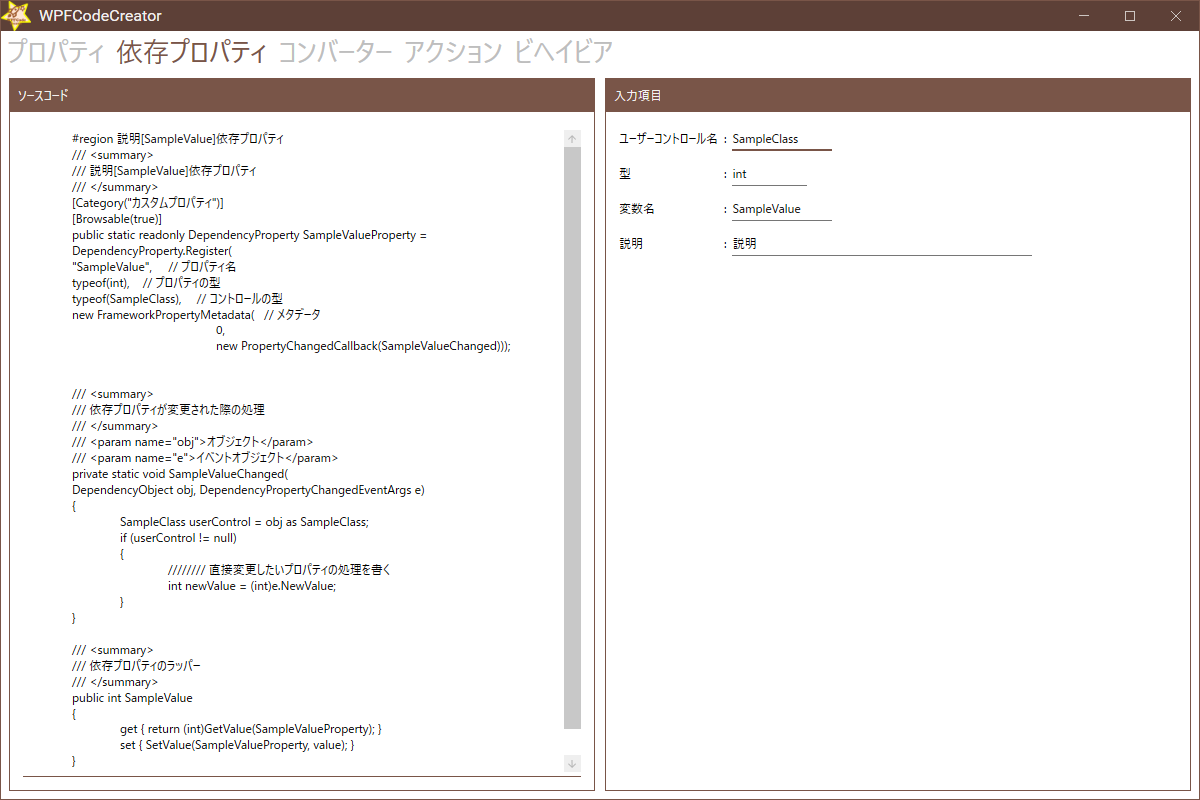 WPFCodeCreator
プロパティ 依存プロパティ コンバーター アクション ビヘイビア
ソースコード
#region 説明[SampleValue]依存プロパティ
/// <summary>
/// 説明[SampleValue]依存プロパティ
/// </summary>
[Category("カスタムプロパティ")]
[Browsable(true)]
public static readonly DependencyProperty SampleValueProperty =
DependencyProperty.Register(
"SampleValue",     // プロパティ名
typeof(int),    // プロパティの型
typeof(SampleClass),     // コントロールの型
new FrameworkPropertyMetadata(   // メタデータ
0,
new PropertyChangedCallback(SampleValueChanged)));
/// <summary>
/// 依存プロパティが変更された際の処理
/// </summary>
/// <param name="obj">オブジェクト</param>
/// <param name="e">イベントオブジェクト</param>
private static void SampleValueChanged(
DependencyObject obj, DependencyPropertyChangedEventArgs e)
{
SampleClass userControl = obj as SampleClass;
if (userControl != null)
{
//////// 直接変更したいプロパティの処理を書く
int newValue = (int)e.NewValue;
}
}
/// <summary>
/// 依存プロパティのラッパー
/// </summary>
public int SampleValue
{
get { return (int)GetValue(SampleValueProperty); }
set { SetValue(SampleValueProperty, value); }
}
入力項目
ユーザーコントロール名 : SampleClass
型 : int
変数名 : SampleValue
説明 : 説明